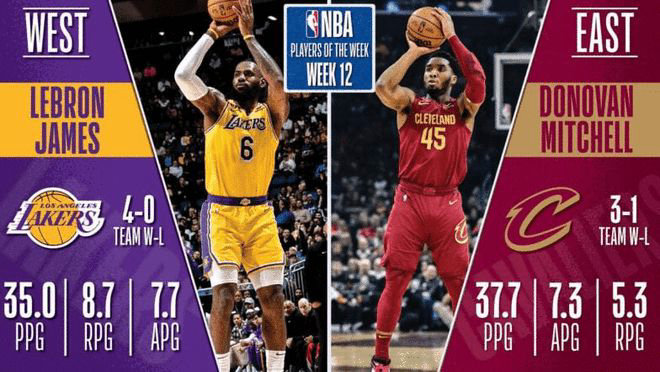 WEST
LEBRON
JAMES
LOS ANGELES
LAKERS
4-0
TEAM W-L
35.0
PPG
8.7
RPG
7.7
APG
LAKERS
6
NBA
PLAYERS OF THE WEEK
WEEK 12
CLEVELAND
45
EAST
DONOVAN
MITCHELL
C
3-1
TEAM W-L
37.7
PPG
7.3
APG
5.3
RPG